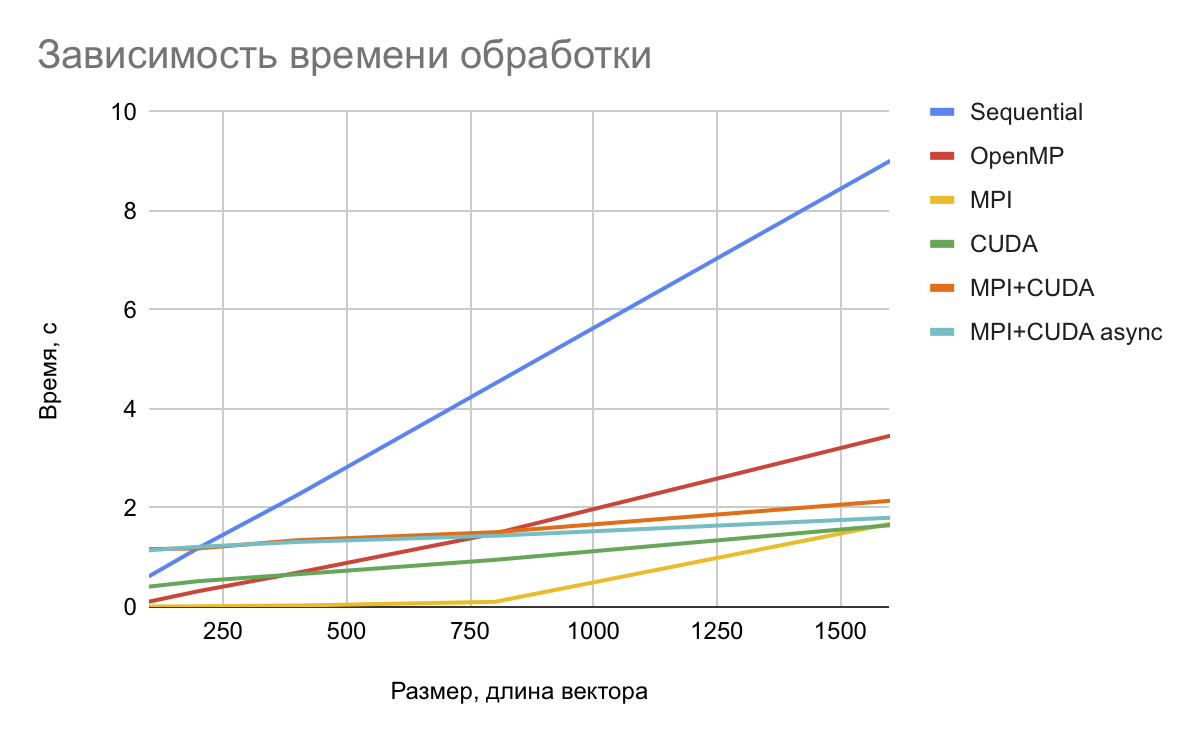 Зависимость времени обработки
10
8
6
4
2
0
Время, с
250 500 750 1000 1250 1500
Размер, длина вектора
Sequential
OpenMP
MPI
CUDA
MPI+CUDA
MPI+CUDA async